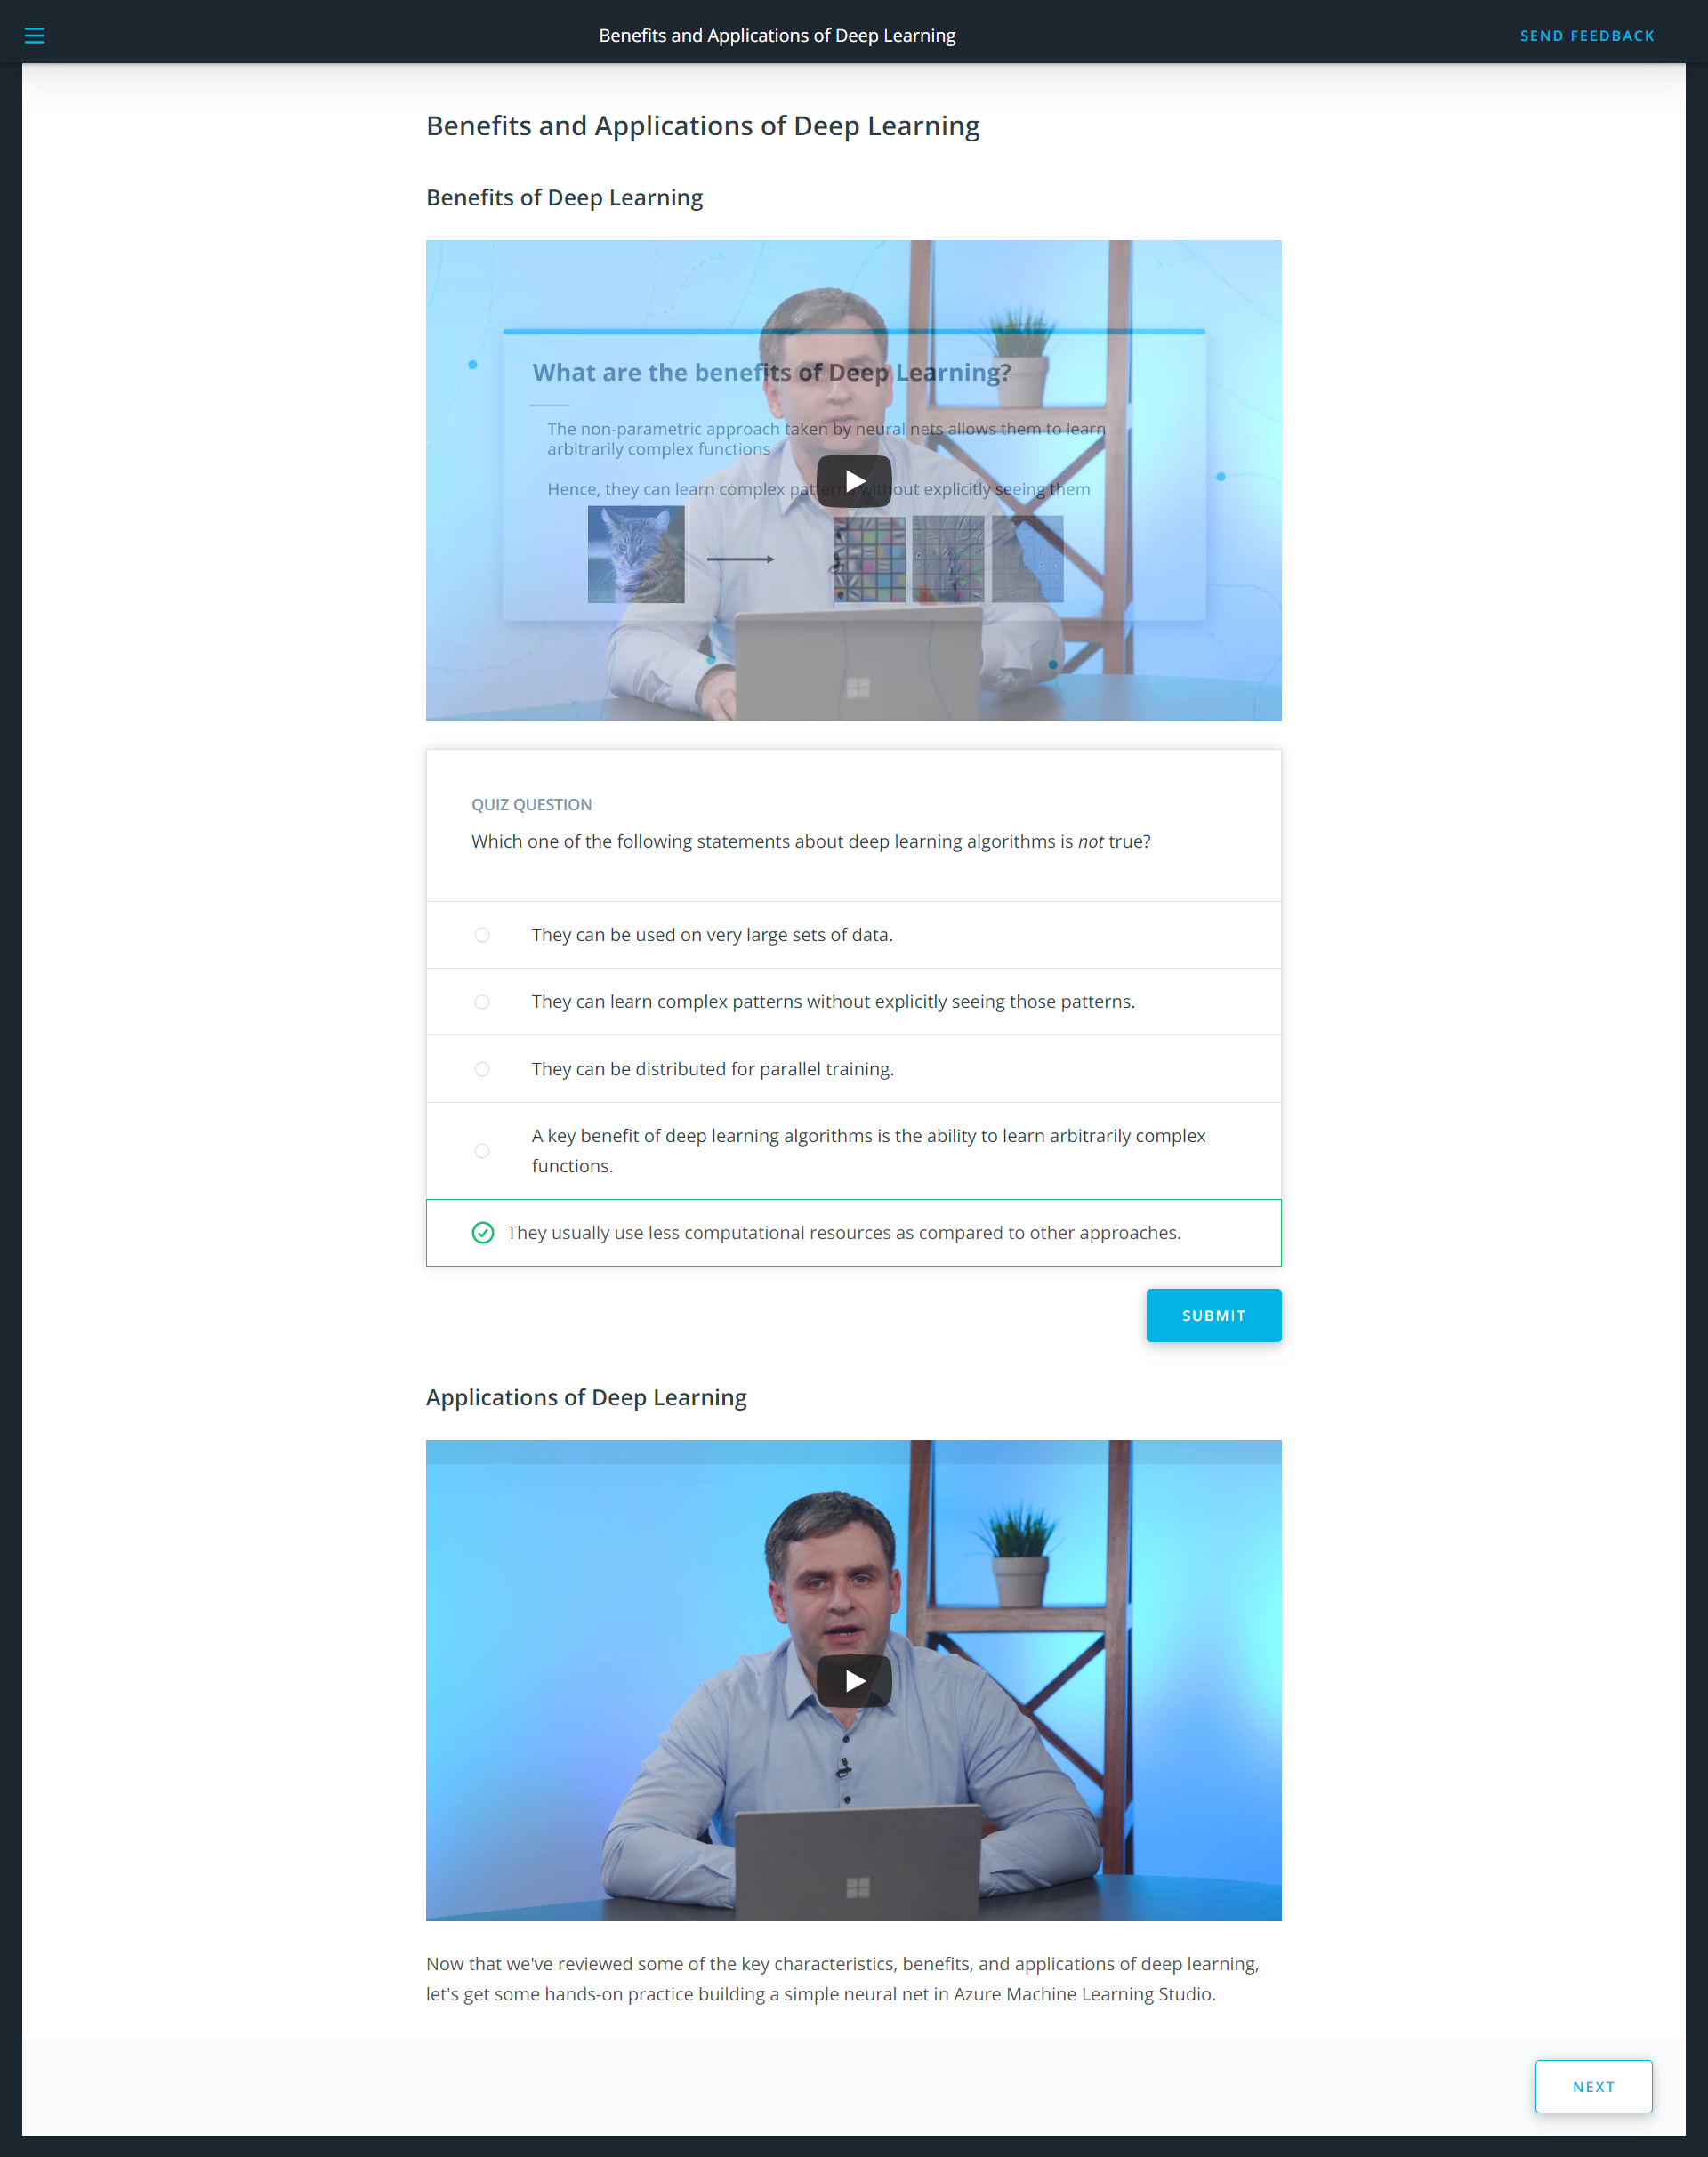 Benefits and Applications of Deep Learning
SEND FEEDBACK
Benefits and Applications of Deep Learning
Benefits of Deep Learning
What are the benefits of Deep Learning?
The non-parametric approach taken by neural nets allows them to learn
arbitrarily complex functions
Hence, they can learn complex patterns without explicitly seeing them
QUIZ QUESTION
Which one of the following statements about deep learning algorithms is not true?
They can be used on very large sets of data.
They can learn complex patterns without explicitly seeing those patterns.
They can be distributed for parallel training.
A key benefit of deep learning algorithms is the ability to learn arbitrarily complex
functions.
They usually use less computational resources as compared to other approaches.
SUBMIT
Applications of Deep Learning
Now that we've reviewed some of the key characteristics, benefits, and applications of deep learning,
let's get some hands-on practice building a simple neural net in Azure Machine Learning Studio.
NEXT